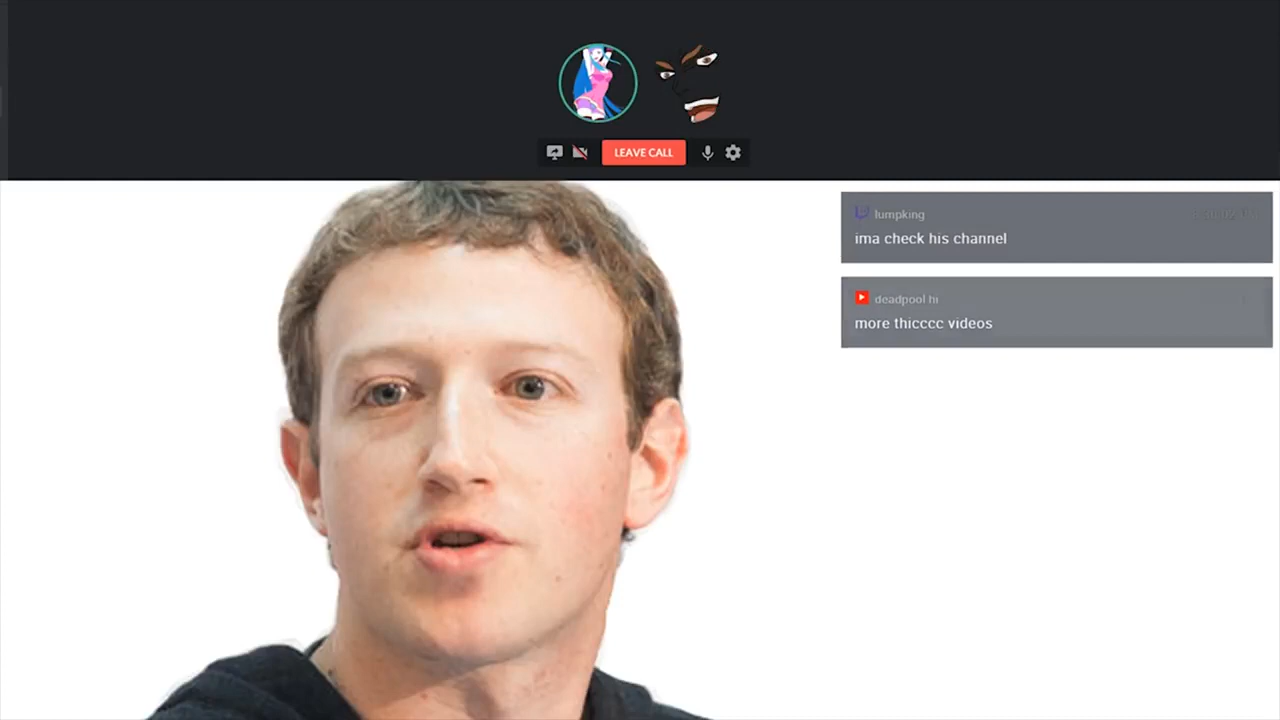 LEAVE CALL
lumpking
ima check his channel
deadpool hi
more thicccc videos